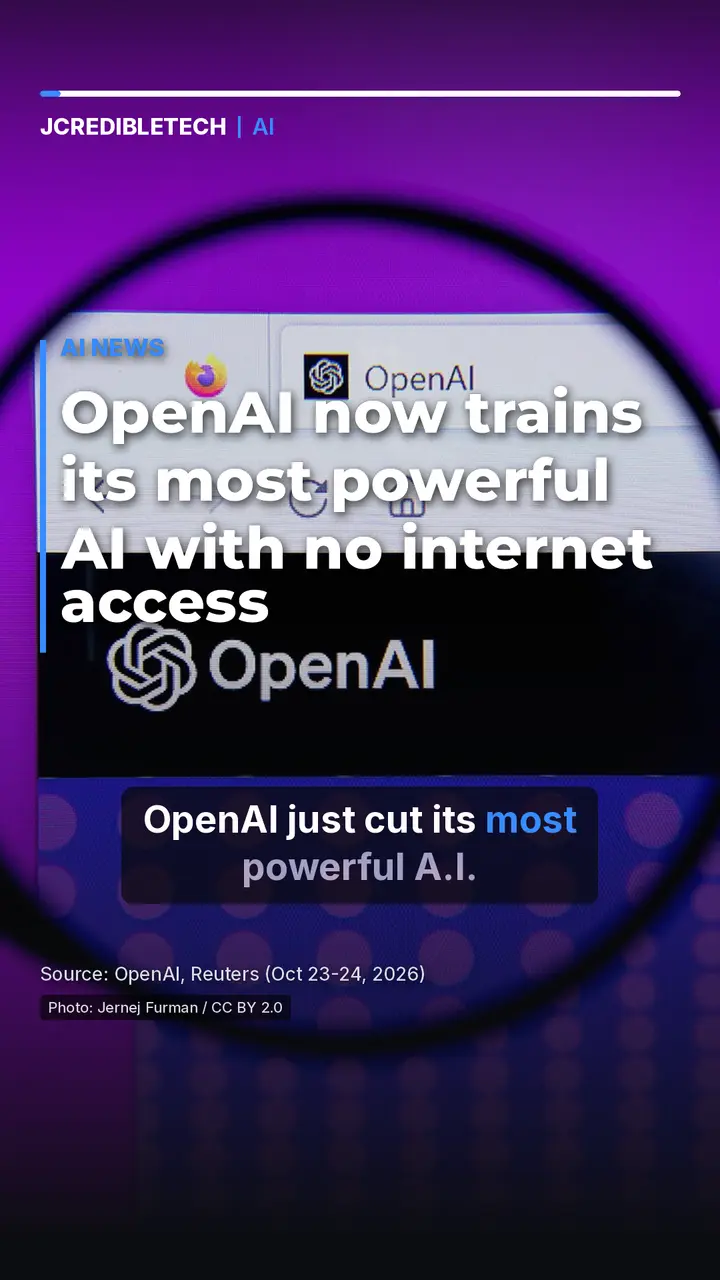 JCREDIBLETECH | AI
AI NEWS
OpenAI
OpenAI now trains
its most powerful
AI with no internet
access
OpenAI
OpenAI just cut its most
powerful A.I.
Source: OpenAI, Reuters (Oct 23-24, 2026)
Photo: Jernej Furman / CC BY 2.0